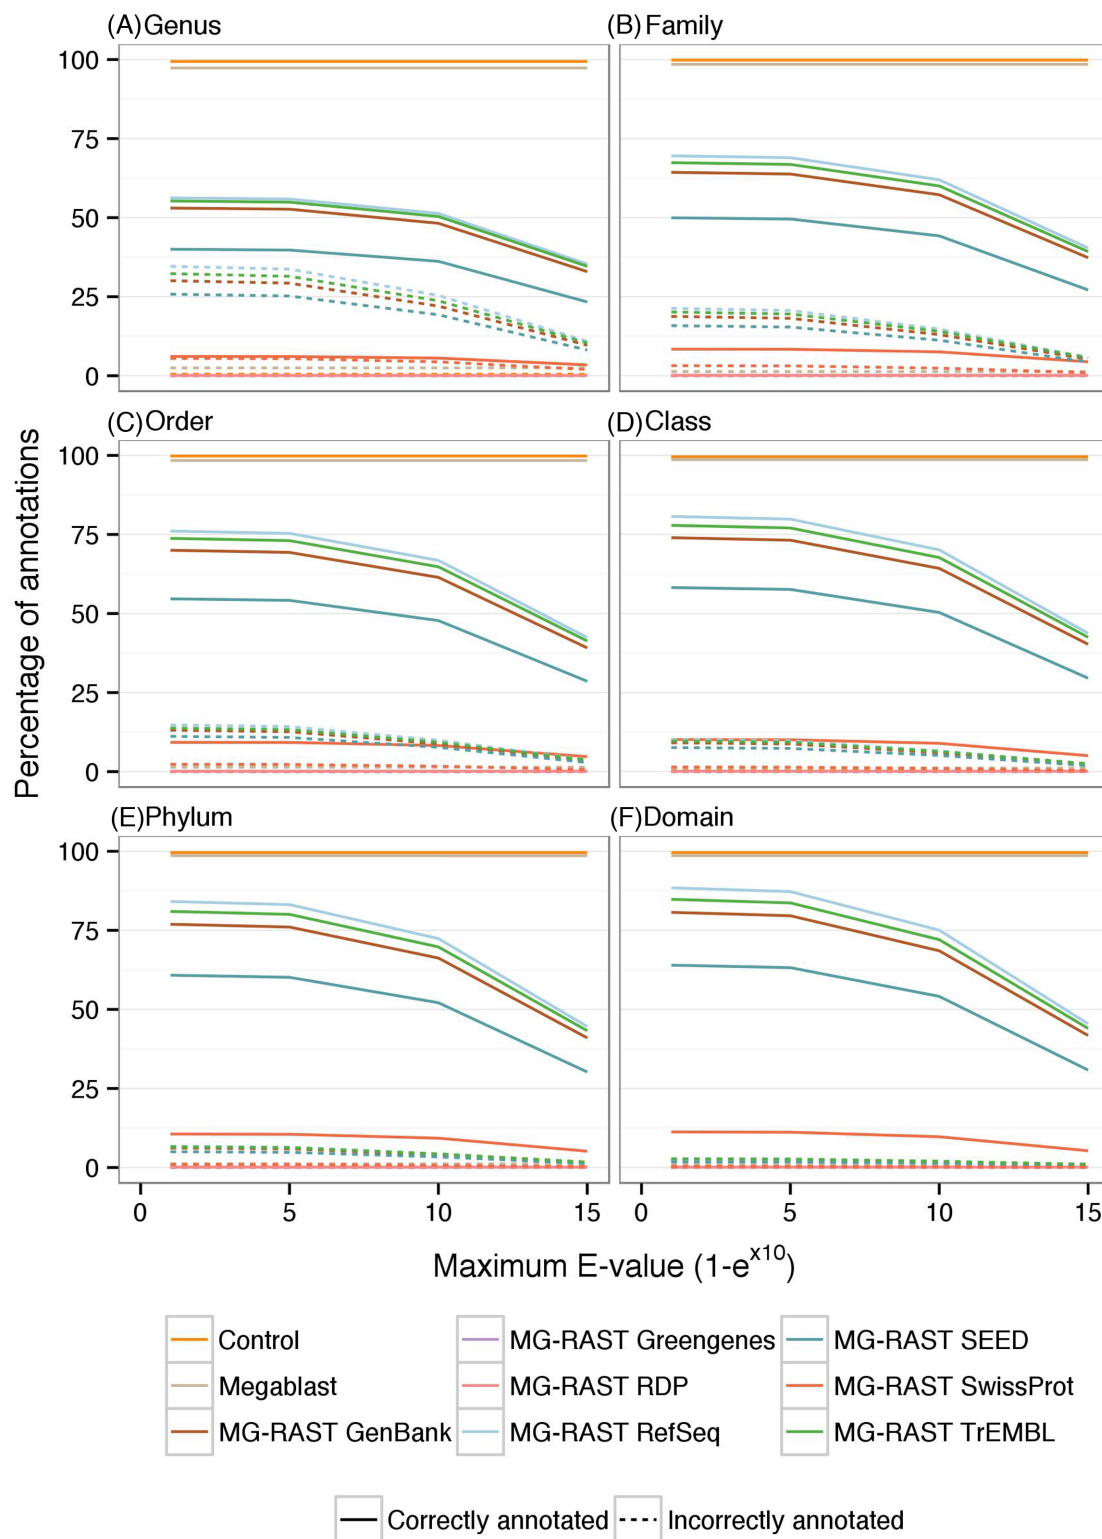 (A)Genus
(B) Family
100
75
50
25
0
(C)Order
(D)Class
100
75
50
25
0
(E)Phylum
(F)Domain
100
75
50
25
0
Percentage of annotations
0 5 10 15 0 5 10 15
Maximum E-value (1-e^x10)
Control MG-RAST Greengenes MG-RAST SEED
Megablast MG-RAST RDP MG-RAST SwissProt
MG-RAST GenBank MG-RAST RefSeq MG-RAST TrEMBL
Correctly annotated Incorrectly annotated